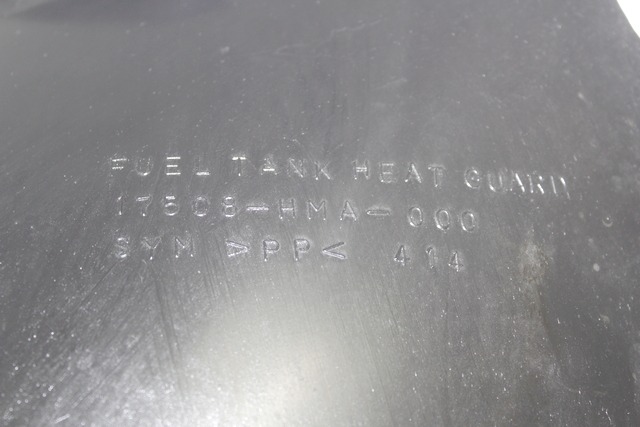 FUEL TANK HEAT GUARD
17508-HMA-000
SYM >PP< 414